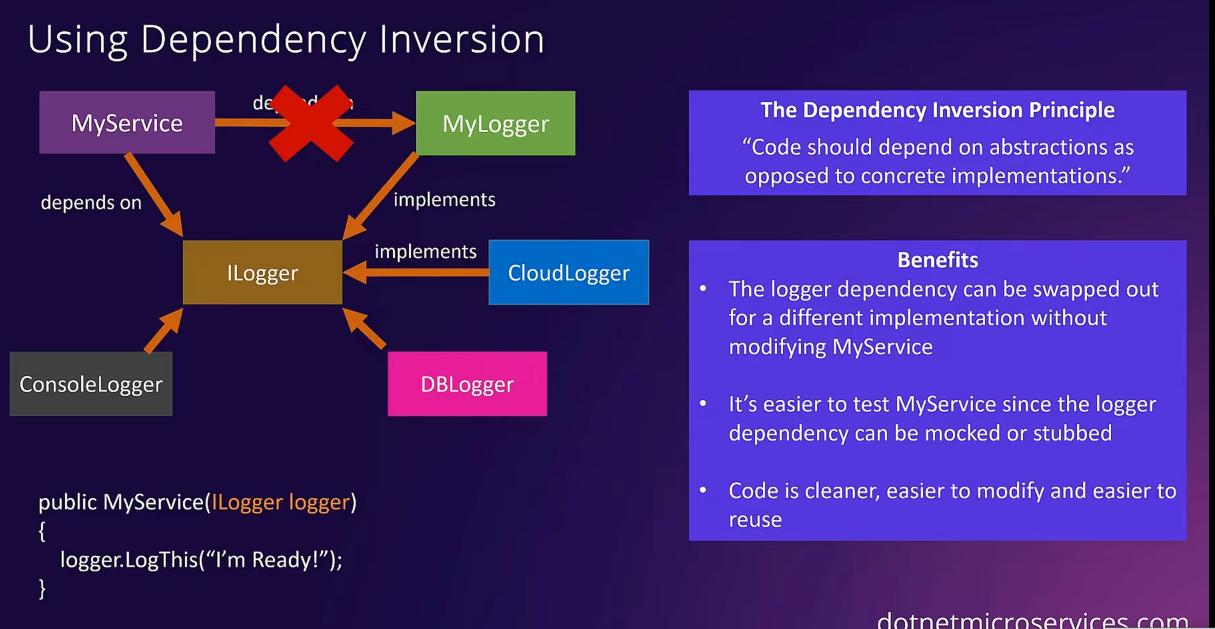 Using Dependency Inversion
MyService
MyLogger
depends on
implements
implements
ILogger
CloudLogger
ConsoleLogger
DBLogger
public MyService(ILogger logger)
{
logger.LogThis(“I’m Ready!”);
}
The Dependency Inversion Principle
“Code should depend on abstractions as
opposed to concrete implementations.”
Benefits
• The logger dependency can be swapped out
for a different implementation without
modifying MyService
• It’s easier to test MyService since the logger
dependency can be mocked or stubbed
• Code is cleaner, easier to modify and easier to
reuse
dotnetmicroservices.com